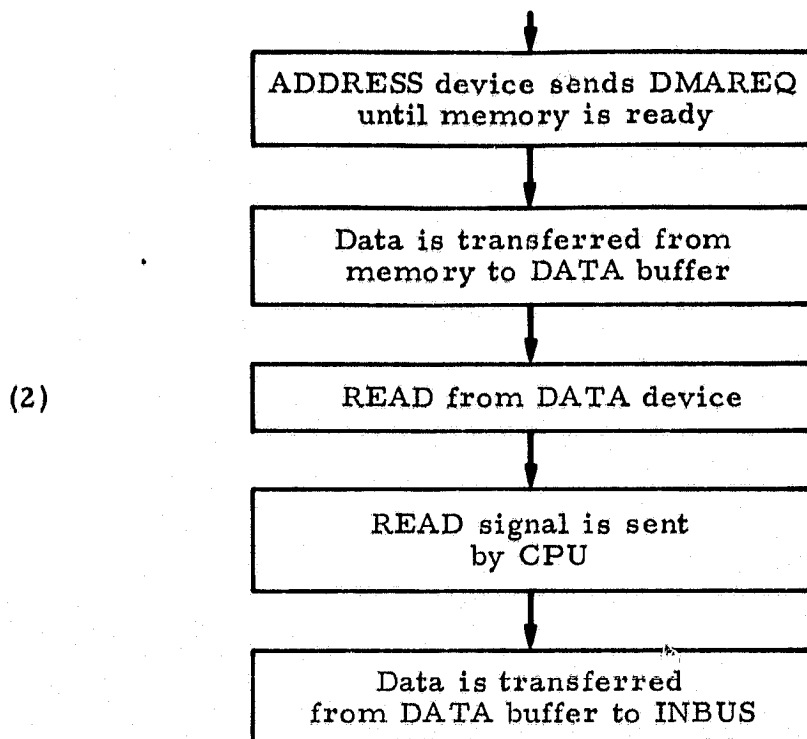 ADDRESS device sends DMAREQ
until memory is ready
Data is transferred from
memory to DATA buffer
(2)
READ from DATA device
READ signal is sent
by CPU
Data is transferred
from DATA buffer to INBUS